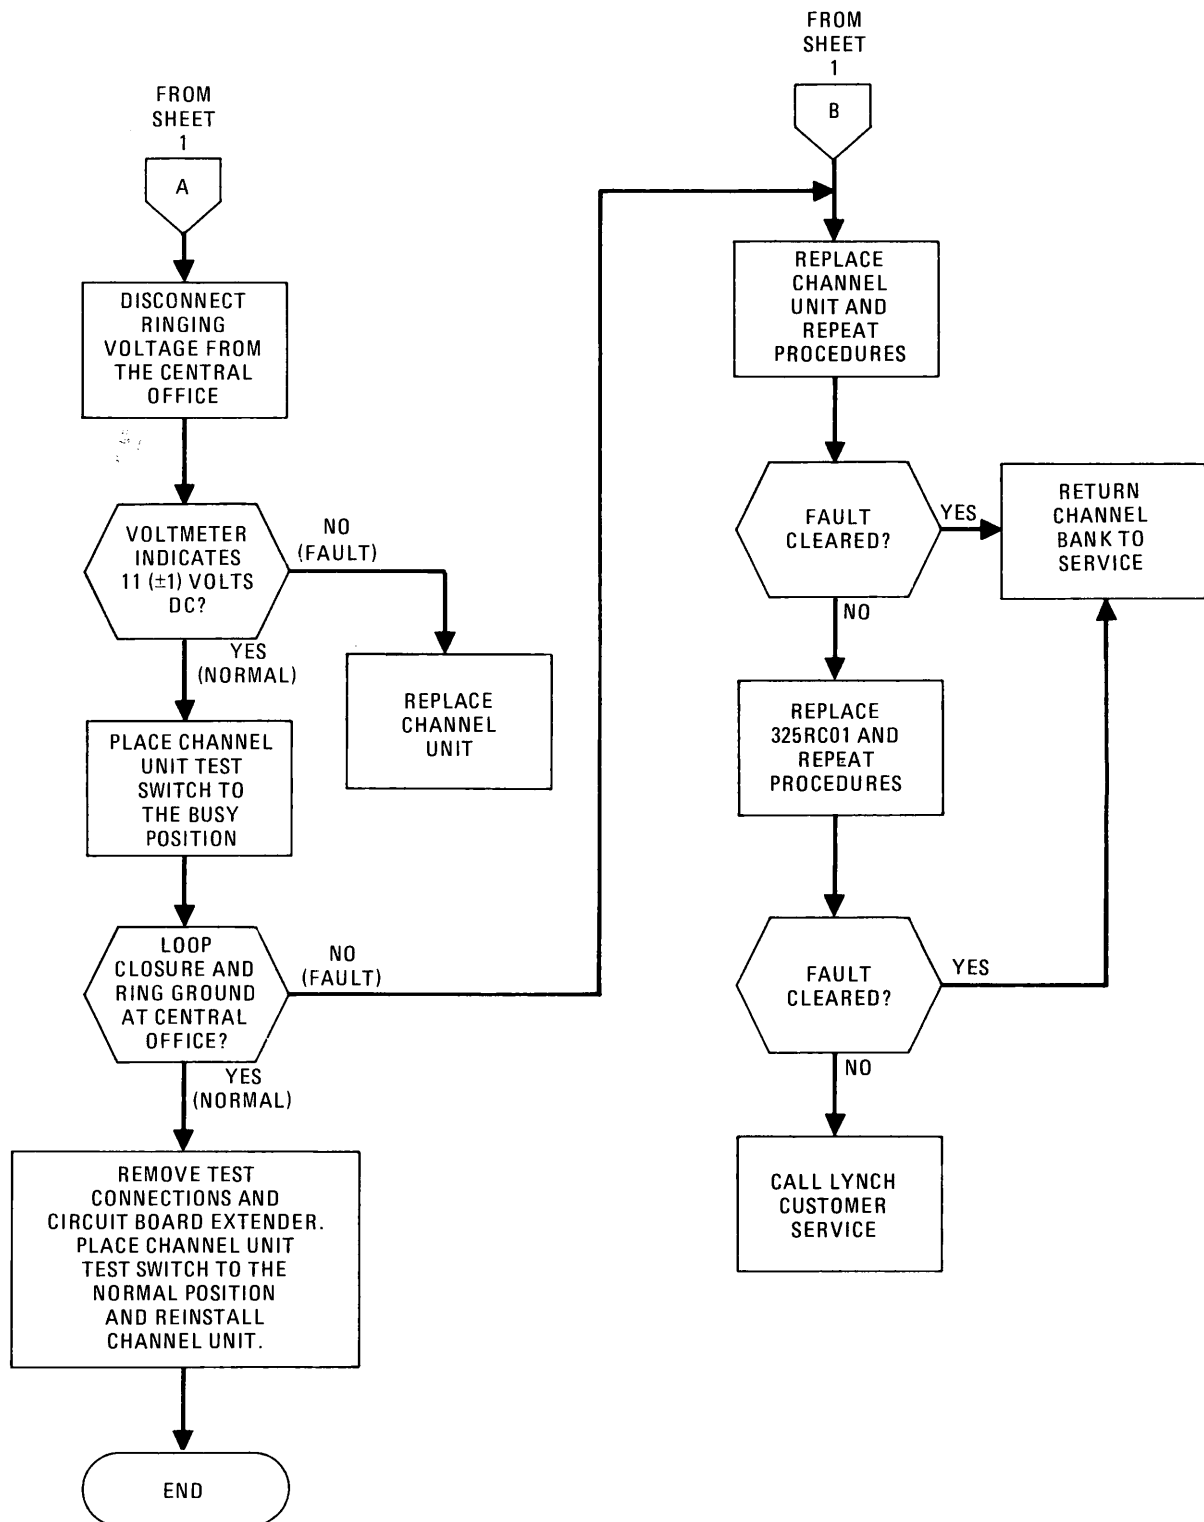 FROM
SHEET
1
A
DISCONNECT
RINGING
VOLTAGE FROM
THE CENTRAL
OFFICE
VOLTMETER
INDICATES
11 (±1) VOLTS
DC?
NO
(FAULT)
YES
(NORMAL)
REPLACE
CHANNEL
UNIT
PLACE CHANNEL
UNIT TEST
SWITCH TO
THE BUSY
POSITION
LOOP
CLOSURE AND
RING GROUND
AT CENTRAL
OFFICE?
NO
(FAULT)
YES
(NORMAL)
REMOVE TEST
CONNECTIONS AND
CIRCUIT BOARD EXTENDER.
PLACE CHANNEL UNIT
TEST SWITCH TO THE
NORMAL POSITION
AND REINSTALL
CHANNEL UNIT.
END
FROM
SHEET
1
B
REPLACE
CHANNEL
UNIT AND
REPEAT
PROCEDURES
FAULT
CLEARED?
YES
RETURN
CHANNEL
BANK TO
SERVICE
NO
REPLACE
325RC01 AND
REPEAT
PROCEDURES
FAULT
CLEARED?
YES
NO
CALL LYNCH
CUSTOMER
SERVICE